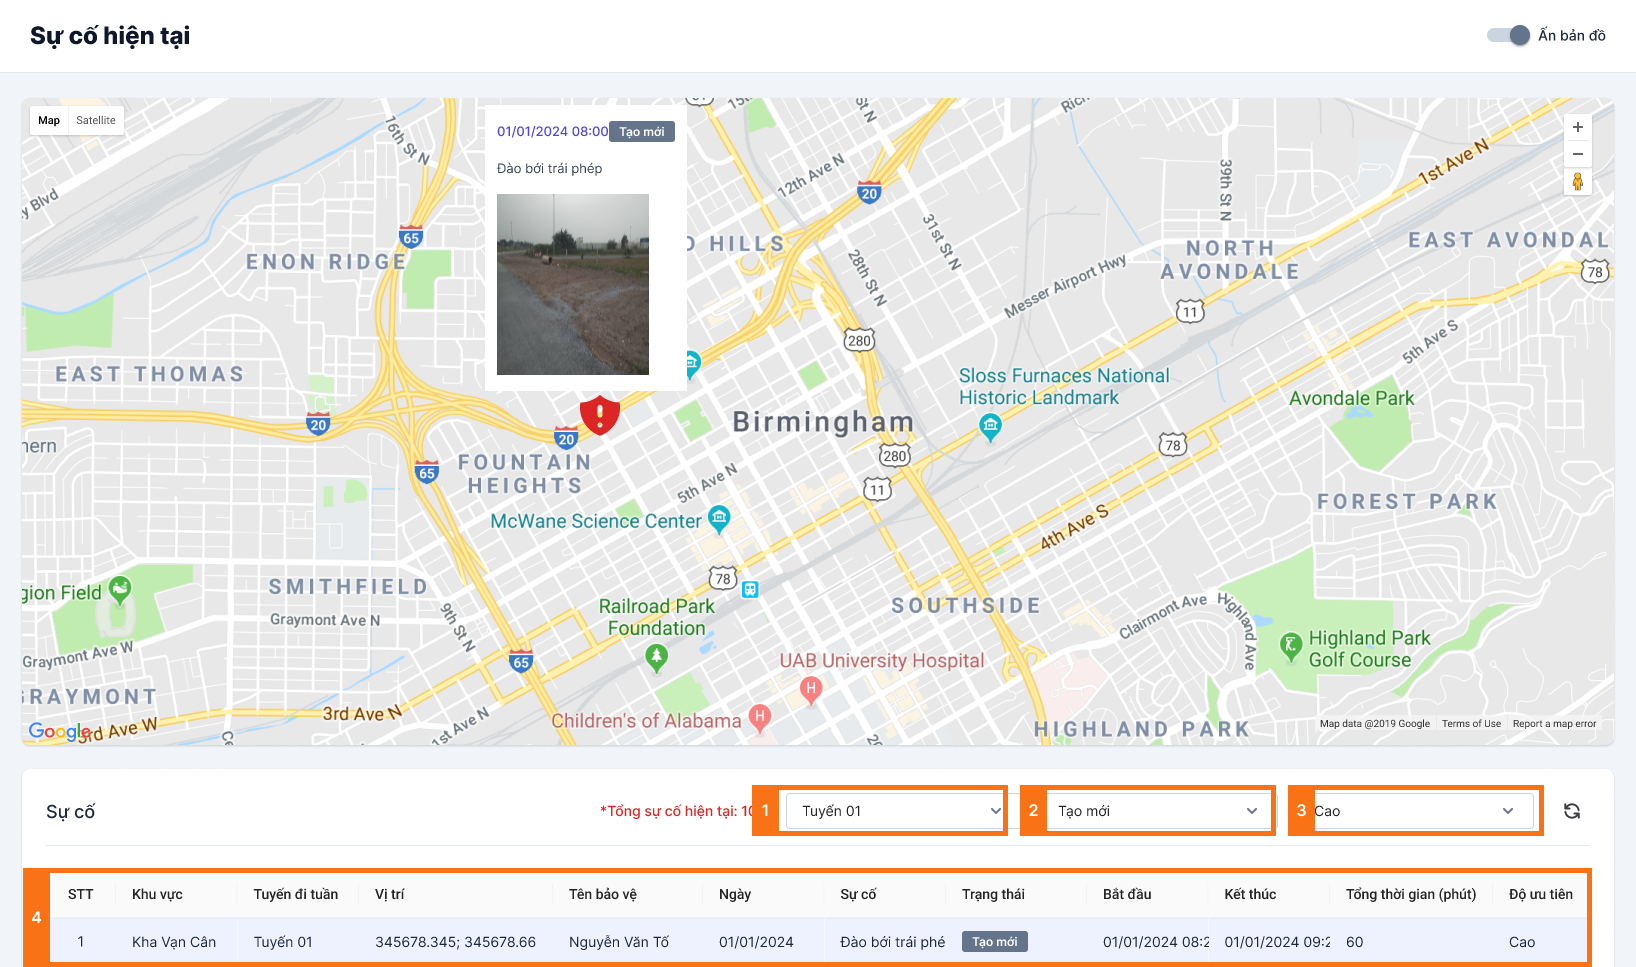 Sự cố hiện tại
Ẩn bản đồ
Map
Satellite
01/01/2024 08:00
Tạo mới
Đào bới trái phép
16th St N
12th Ave N
31st St N
28th St N
39th St N
1st Ave N
Messer Airport Hwy
5th Ave S
ENON RIDGE
HILLS
NORTH
AVONDALE
EAST AVONDAL
EAST THOMAS
65
20
78
11
280
Sloss Furnaces National
Historic Landmark
Avondale Park
Birmingham
20
20
65
280
78
11
FOUNTAIN
HEIGHTS
5th Ave N
McWane Science Center
4th Ave S
FOREST PARK
78
SMITHFIELD
Graymont Ave N
9th St N
Railroad Park
Foundation
SOUTHSIDE
Clairmont Ave
Highland Ave
Highland Park
Golf Course
gion Field
Graymont Ave W
65
UAB University Hospital
H
GRAYMONT
3rd Ave N
1st Ave N
Children's of Alabama
H
HIGHLAND PARK
Google
3rd Ave W
Map data @2019 Google
Terms of Use
Report a map error
Sự cố
*Tổng sự cố hiện tại: 10
1
Tuyến 01
2
Tạo mới
3
Cao
4
STT Khu vực Tuyến đi tuần Vị trí Tên bảo vệ Ngày Sự cố Trạng thái Bắt đầu Kết thúc Tổng thời gian (phút) Độ ưu tiên
1 Kha Vạn Cân Tuyến 01 345678.345; 345678.66 Nguyễn Văn Tố 01/01/2024 Đào bới trái phé Tạo mới 01/01/2024 08:2 01/01/2024 09:2 60 Cao